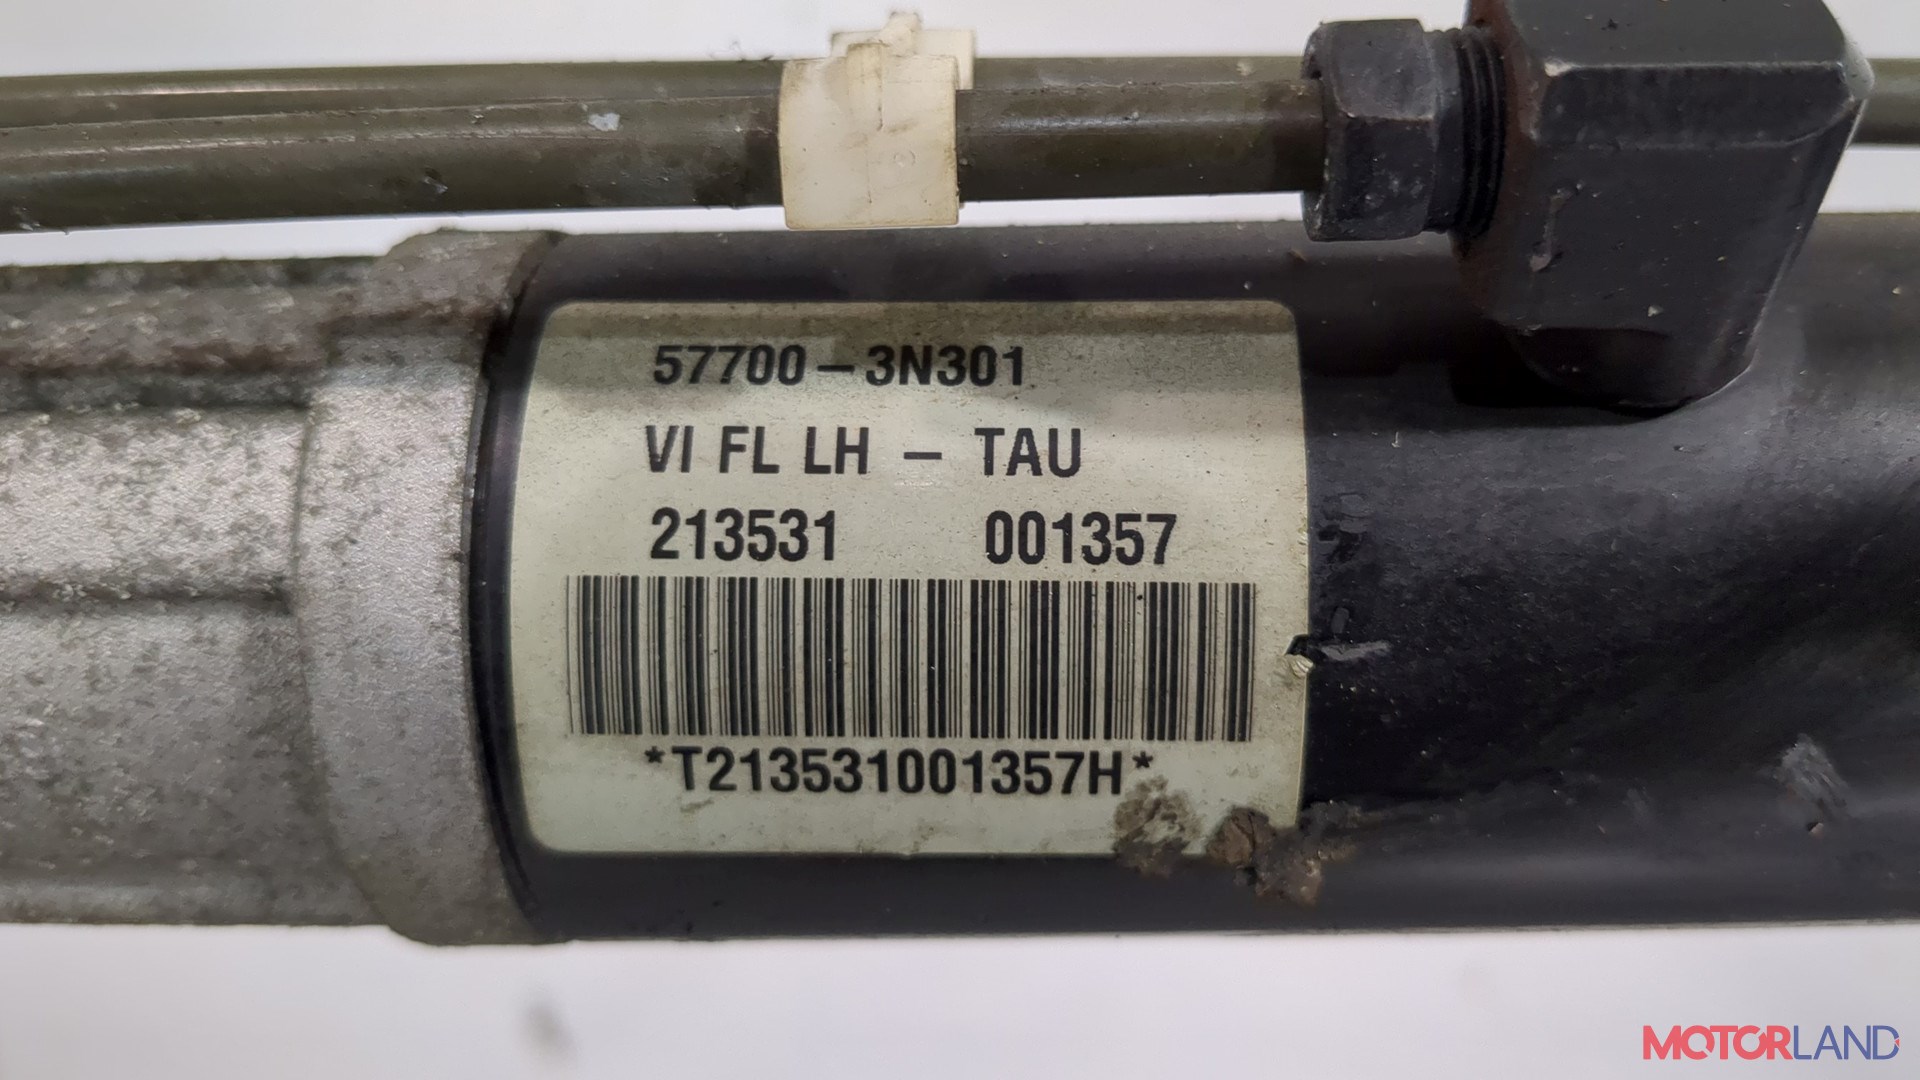 57700-3N301
VI FL LH - TAU
213531 001357
*T213531001357H*
MOTORLAND